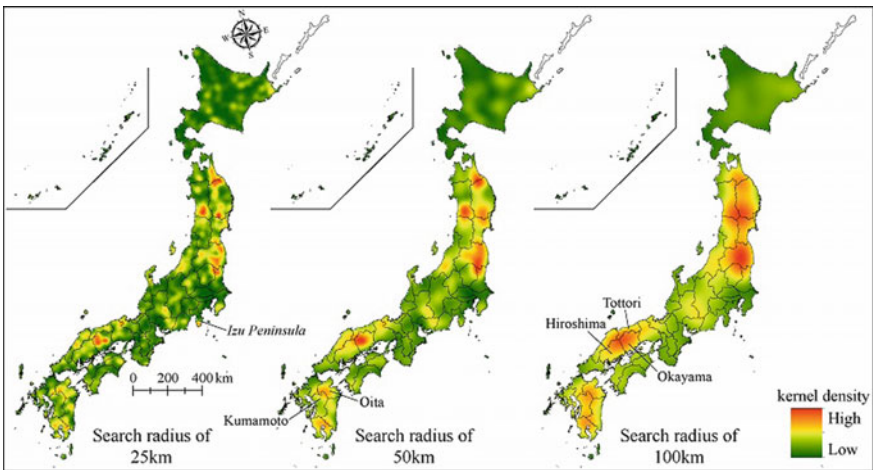 N
W
E
S
Izu Peninsula
0 200 400 km
Search radius of
25km
Oita
Kumamoto
Search radius of
50km
Tottori
Hiroshima
Okayama
Search radius of
100km
kernel density
High
Low